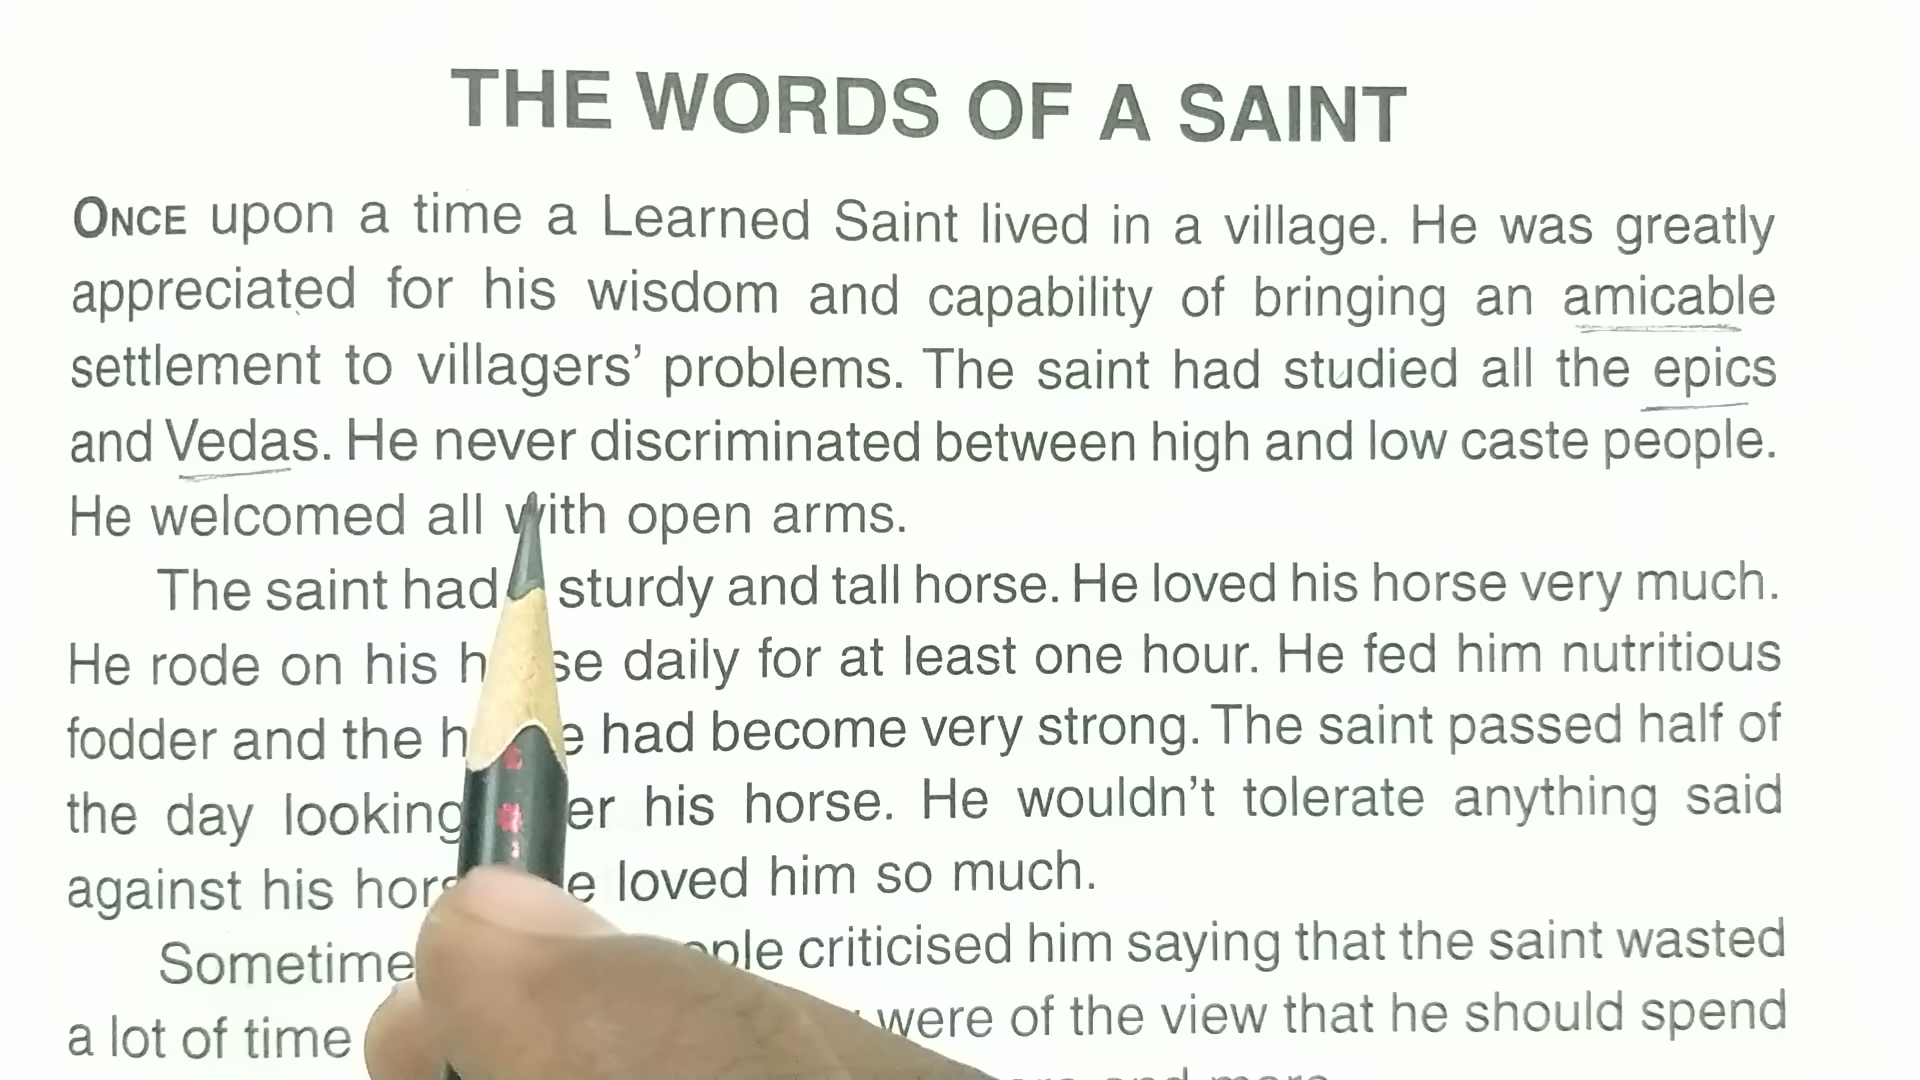 THE WORDS OF A SAINT
ONCE upon a time a Learned Saint lived in a village. He was greatly
appreciated for his wisdom and capability of bringing an amicable
settlement to villagers’ problems. The saint had studied all the epics
and Vedas. He never discriminated between high and low caste people.
He welcomed all with open arms.
The saint had sturdy and tall horse. He loved his horse very much.
He rode on his daily for at least one hour. He fed him nutritious
fodder and the had become very strong. The saint passed half of
the day looking his horse. He wouldn’t tolerate anything said
against his loved him so much.
criticised him saying that the saint wasted
a lot of time were of the view that he should spend
and more